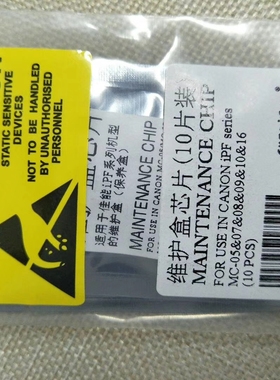 STATIC SENSITIVE
DEVICES
NOT TO BE HANDLED
BY UNAUTHORISED
PERSONNEL
盒芯片
适用于佳能iPF系列机型
的维护盒（保养盒）
MAINTENANCE CHIP
FOR USE IN CANON
维护盒芯片(10片装)
MAINTENANCE CHIP
FOR USE IN CANON iPF series
MC-05&07&08&09&10&16
(10 PCS)